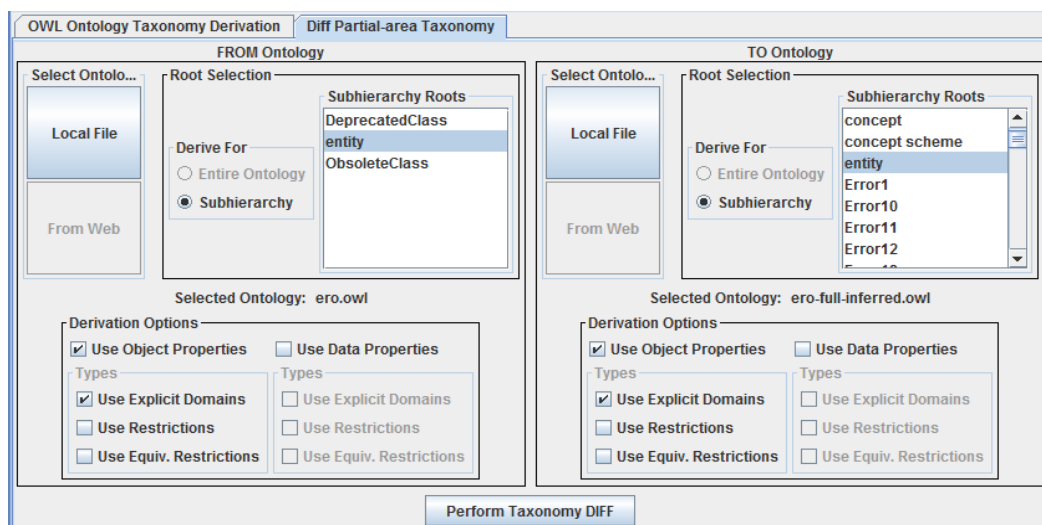 OWL Ontology Taxonomy Derivation
Diff Partial-area Taxonomy
FROM Ontology
Select Ontolo...
Local File
From Web
Root Selection
Derive For
Entire Ontology
Subhierarchy
Subhierarchy Roots
DeprecatedClass
entity
ObsoleteClass
Selected Ontology: ero.owl
Derivation Options
Use Object Properties
Use Data Properties
Types
Use Explicit Domains
Use Restrictions
Use Equiv. Restrictions
Types
Use Explicit Domains
Use Restrictions
Use Equiv. Restrictions
TO Ontology
Select Ontolo...
Local File
From Web
Root Selection
Derive For
Entire Ontology
Subhierarchy
Subhierarchy Roots
concept
concept scheme
entity
Error1
Error10
Error11
Error12
Selected Ontology: ero-full-inferred.owl
Derivation Options
Use Object Properties
Use Data Properties
Types
Use Explicit Domains
Use Restrictions
Use Equiv. Restrictions
Types
Use Explicit Domains
Use Restrictions
Use Equiv. Restrictions
Perform Taxonomy DIFF